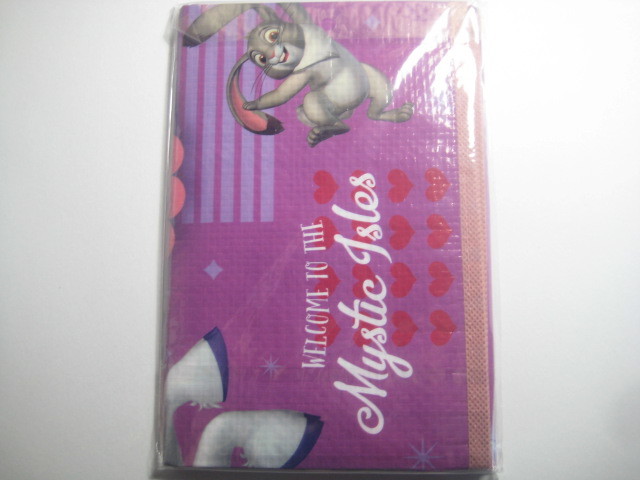 WELCOME TO THE
Mystic Isles